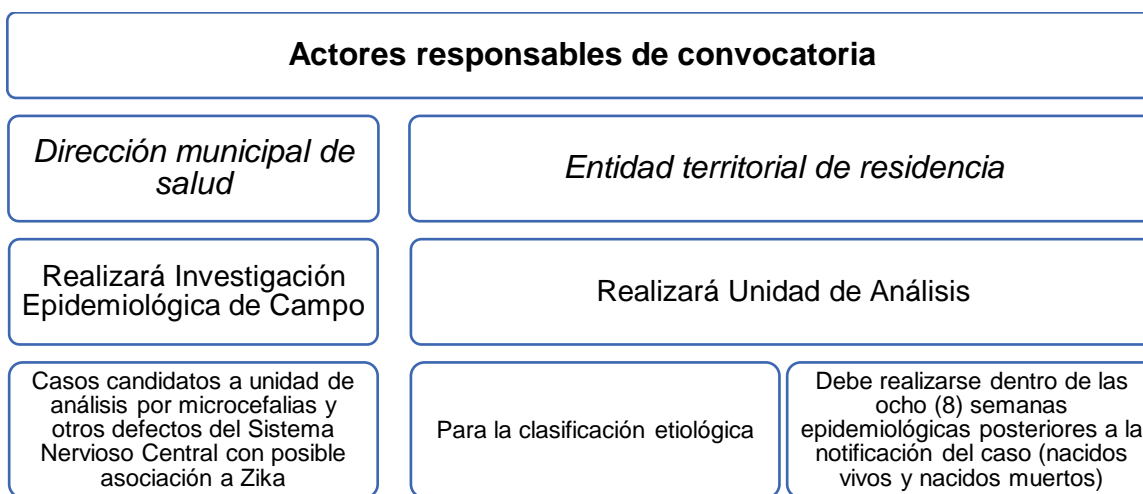 Actores responsables de convocatoria
Dirección municipal de
salud
Entidad territorial de residencia
Realizará Investigación
Epidemiológica de Campo
Realizará Unidad de Análisis
Casos candidatos a unidad de
análisis por microcefalias y
otros defectos del Sistema
Nervioso Central con posible
asociación a Zika
Para la clasificación etiológica
Debe realizarse dentro de las
ocho (8) semanas
epidemiológicas posteriores a la
notificación del caso (nacidos
vivos y nacidos muertos)